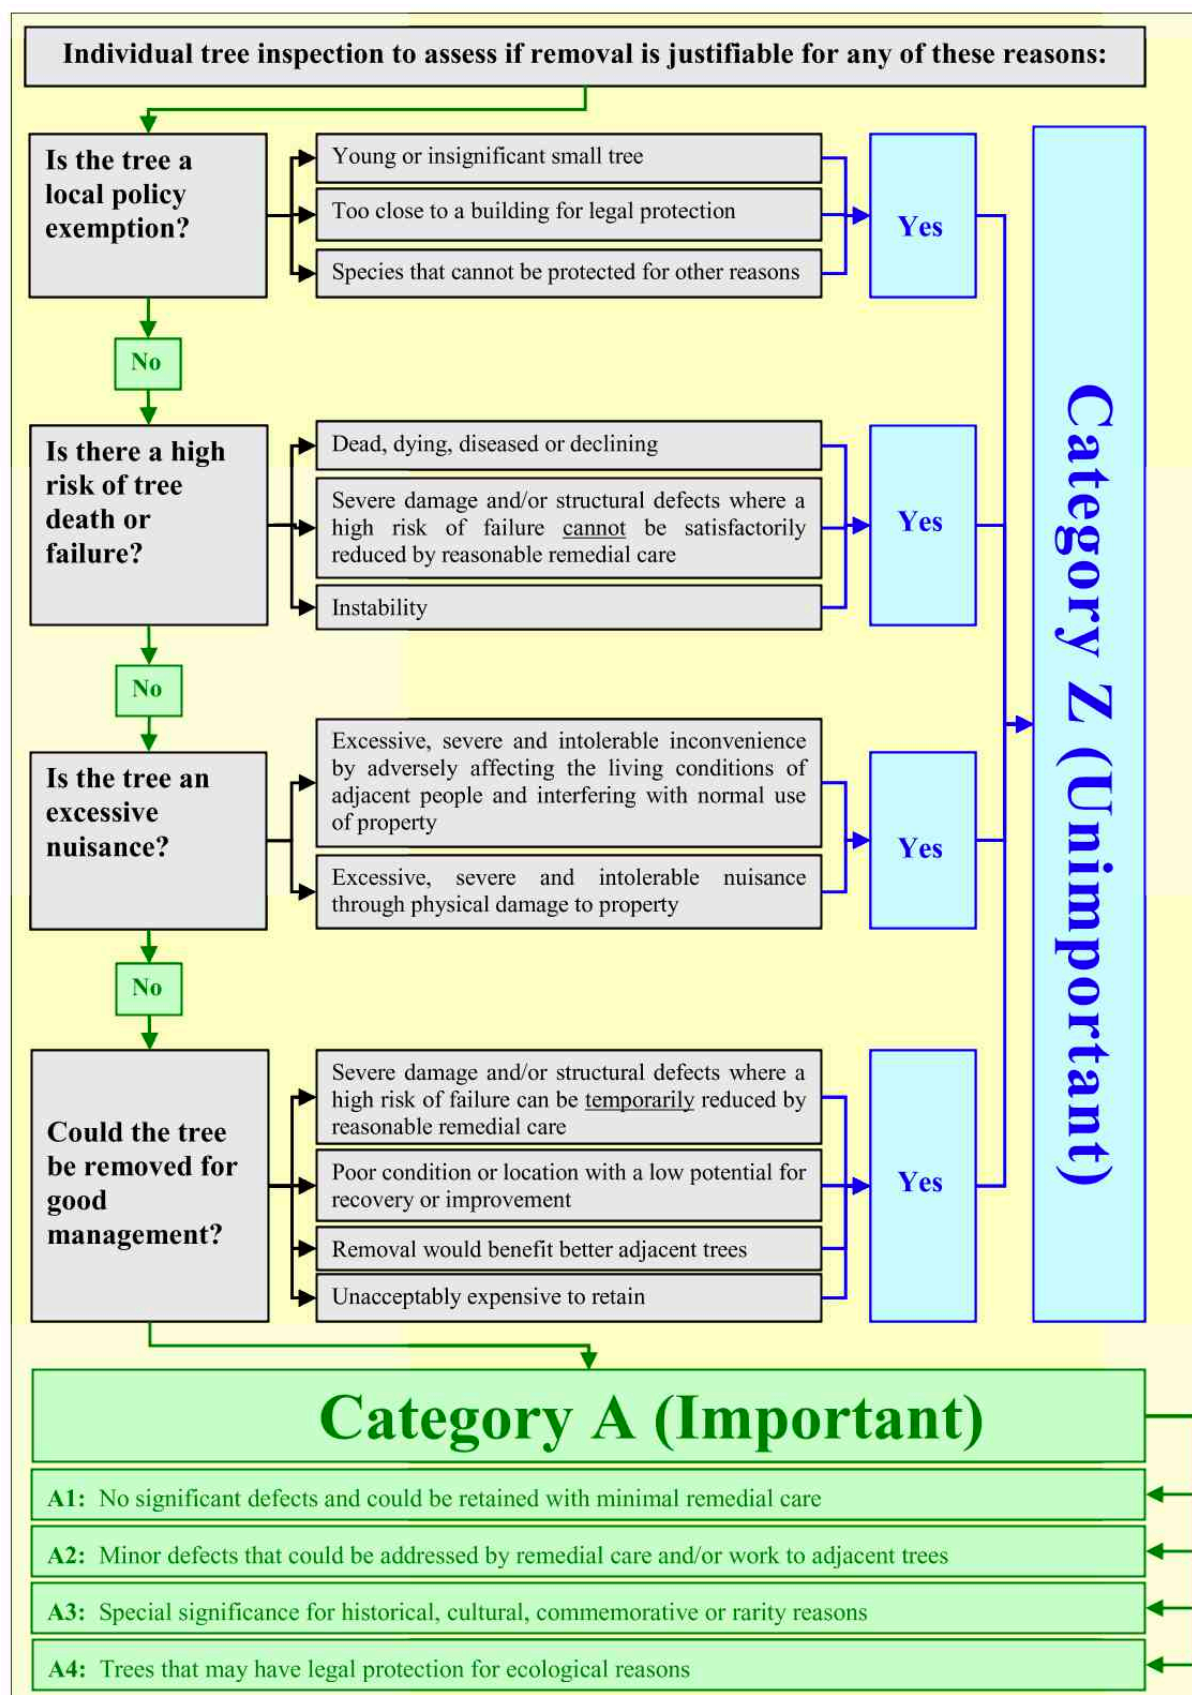 Individual tree inspection to assess if removal is justifiable for any of these reasons:
Is the tree a
local policy
exemption?
Young or insignificant small tree
Too close to a building for legal protection
Species that cannot be protected for other reasons
Yes
No
Is there a high
risk of tree
death or
failure?
Dead, dying, diseased or declining
Severe damage and/or structural defects where a
high risk of failure cannot be satisfactorily
reduced by reasonable remedial care
Instability
Yes
No
Is the tree an
excessive
nuisance?
Excessive, severe and intolerable inconvenience
by adversely affecting the living conditions of
adjacent people and interfering with normal use
of property
Excessive, severe and intolerable nuisance
through physical damage to property
Yes
No
Could the tree
be removed for
good
management?
Severe damage and/or structural defects where a
high risk of failure can be temporarily reduced by
reasonable remedial care
Poor condition or location with a low potential for
recovery or improvement
Removal would benefit better adjacent trees
Unacceptably expensive to retain
Yes
Category Z (Unimportant)
Category A (Important)
A1: No significant defects and could be retained with minimal remedial care
A2: Minor defects that could be addressed by remedial care and/or work to adjacent trees
A3: Special significance for historical, cultural, commemorative or rarity reasons
A4: Trees that may have legal protection for ecological reasons